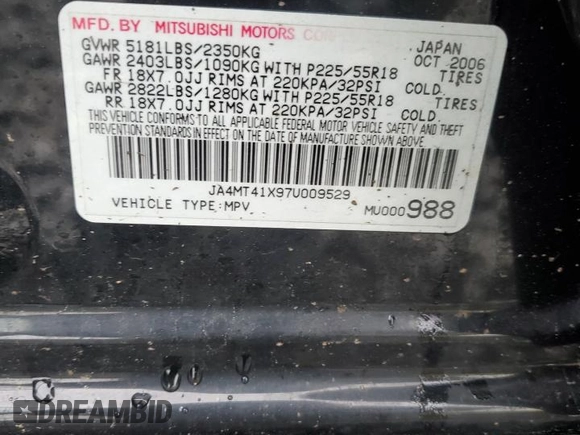 MFD. BY MITSUBISHI MOTORS CORP. JAPAN
GVWR 5181LBS/2350KG OCT 2006
GAWR 2403LBS/1090KG WITH P225/55R18 TIRES
FR 18X7.0JJ RIMS AT 220KPA/32PSI COLD.
GAWR 2822LBS/1280KG WITH P225/55R18 TIRES
RR 18X7.0JJ RIMS AT 220KPA/32PSI COLD.
THIS VEHICLE CONFORMS TO ALL APPLICABLE FEDERAL MOTOR VEHICLE SAFETY AND THEFT
PREVENTION STANDARDS IN EFFECT ON THE DATE OF MANUFACTURE SHOWN ABOVE.
JA4MT41X97U009529
VEHICLE TYPE:MPV MU000988
DREAMBID